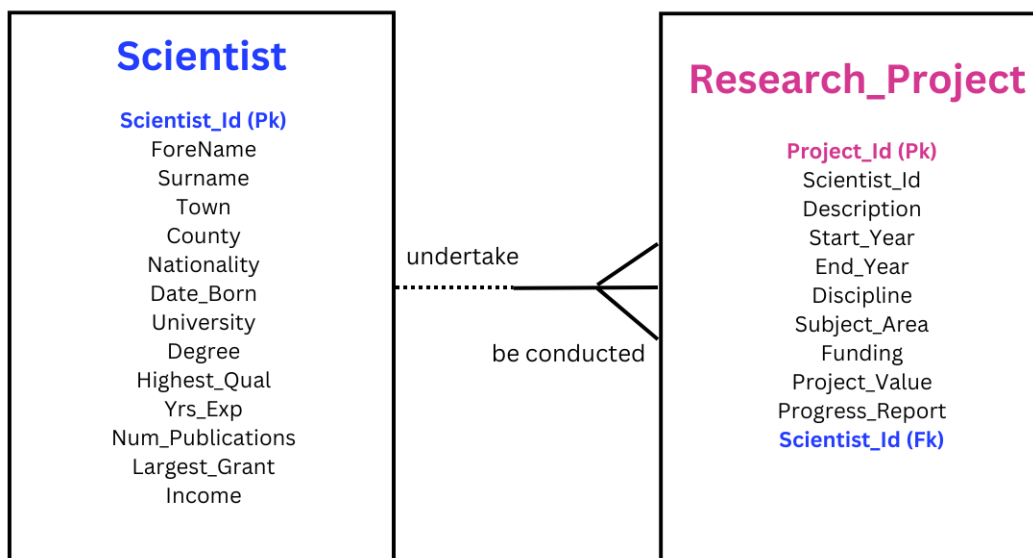 Scientist
Scientist_Id (Pk)
ForeName
Surname
Town
County
Nationality
Date_Born
University
Degree
Highest_Qual
Yrs_Exp
Num_Publications
Largest_Grant
Income
undertake
be conducted
Research_Project
Project_Id (Pk)
Scientist_Id
Description
Start_Year
End_Year
Discipline
Subject_Area
Funding
Project_Value
Progress_Report
Scientist_Id (Fk)